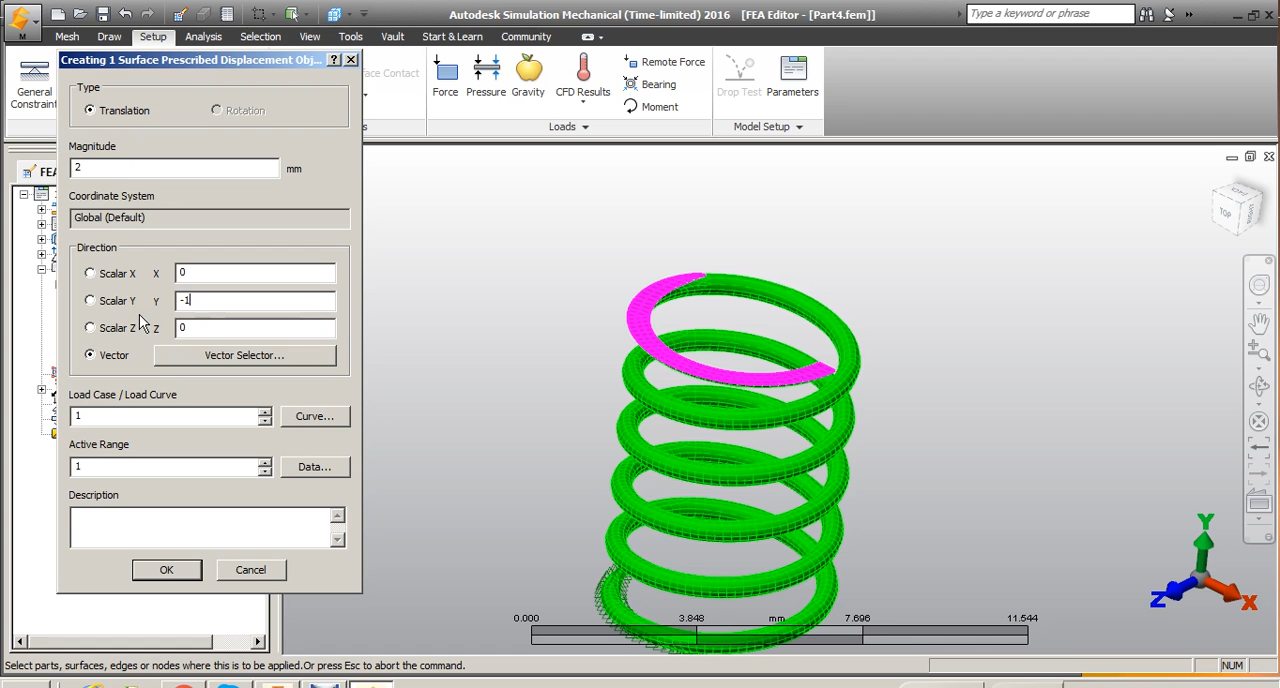 Autodesk Simulation Mechanical (Time-limited) 2016 [FEA Editor - [Part4.fem]]
Type a keyword or phrase
M
Mesh Draw Setup Analysis Selection View Tools Vault Start & Learn Community
Creating 1 Surface Prescribed Displacement Obj...
General
Constraint
face Contact
Force
Pressure
Gravity
CFD Results
Remote Force
Bearing
Moment
Drop Test
Parameters
Loads
Model Setup
Type
Translation
Rotation
Magnitude
2
mm
Coordinate System
Global (Default)
Direction
Scalar X X 0
Scalar Y Y -1
Scalar Z Z 0
Vector Vector Selector...
Load Case / Load Curve
1 Curve...
Active Range
1 Data...
Description
OK Cancel
FEA
TOP
Y
Z
X
0.000 3.848 mm 7.696 11.544
Select parts, surfaces, edges or nodes where this is to be applied.Or press Esc to abort the command.
NUM